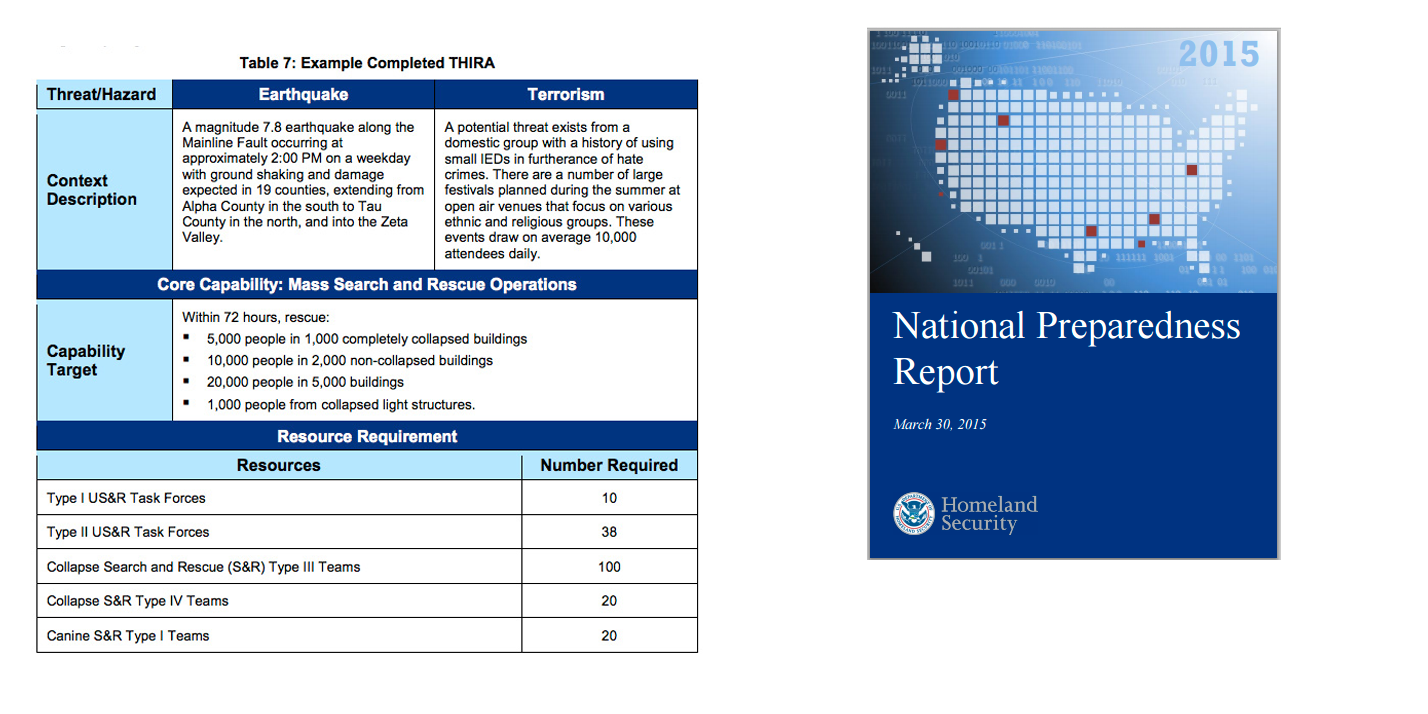 Table 7: Example Completed THIRA
Threat/Hazard
Earthquake
Terrorism
Context
Description
A magnitude 7.8 earthquake along the
Mainline Fault occurring at
approximately 2:00 PM on a weekday
with ground shaking and damage
expected in 19 counties, extending from
Alpha County in the south to Tau
County in the north, and into the Zeta
Valley.
A potential threat exists from a
domestic group with a history of using
small IEDs in furtherance of hate
crimes. There are a number of large
festivals planned during the summer at
open air venues that focus on various
ethnic and religious groups. These
events draw on average 10,000
attendees daily.
Core Capability: Mass Search and Rescue Operations
Capability
Target
Within 72 hours, rescue:
▪ 5,000 people in 1,000 completely collapsed buildings
▪ 10,000 people in 2,000 non-collapsed buildings
▪ 20,000 people in 5,000 buildings
▪ 1,000 people from collapsed light structures.
Resource Requirement
Resources Number Required
Type I US&R Task Forces 10
Type II US&R Task Forces 38
Collapse Search and Rescue (S&R) Type III Teams 100
Collapse S&R Type IV Teams 20
Canine S&R Type I Teams 20
2015
National Preparedness
Report
March 30, 2015
Homeland
Security